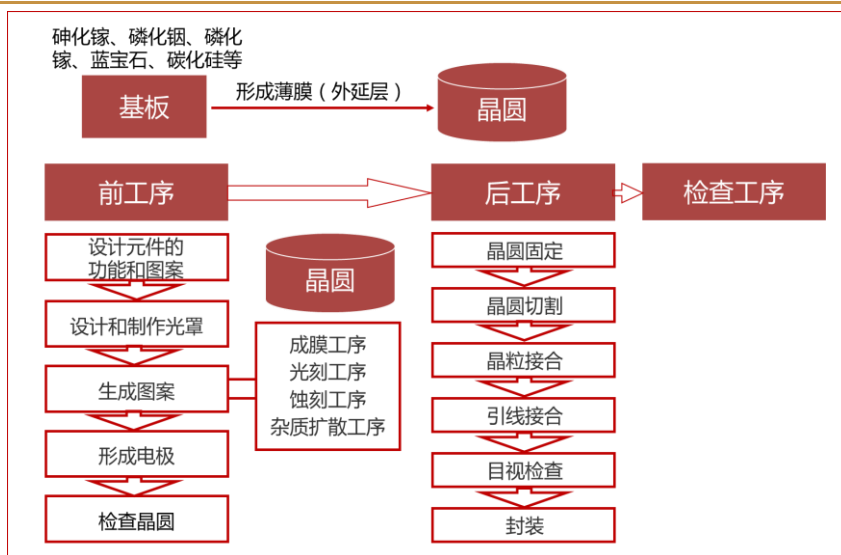 砷化镓、磷化铟、磷化
镓、蓝宝石、碳化硅等
基板
形成薄膜（外延层）
晶圆
前工序
后工序
检查工序
设计元件的
功能和图案
设计和制作光罩
生成图案
形成电极
检查晶圆
晶圆
成膜工序
光刻工序
蚀刻工序
杂质扩散工序
晶圆固定
晶圆切割
晶粒接合
引线接合
目视检查
封装